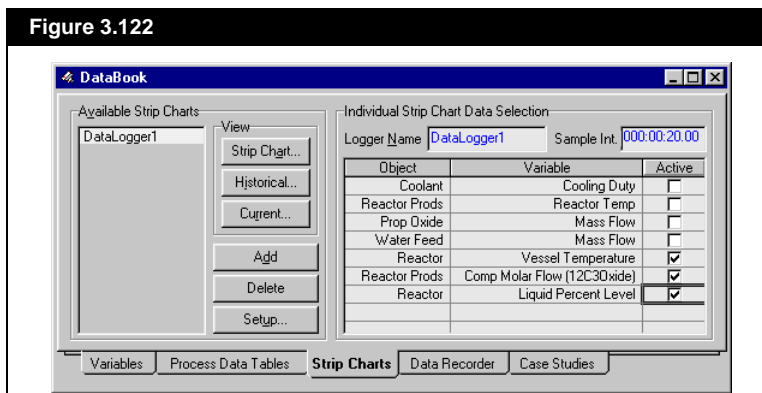 Figure 3.122
DataBook
Available Strip Charts
DataLogger1
View
Strip Chart...
Historical...
Current...
Add
Delete
Setup...
Individual Strip Chart Data Selection
Logger Name DataLogger1 Sample Int. 000:00:20.00
Object Variable Active
Coolant Cooling Duty
Reactor Prods Reactor Temp
Prop Oxide Mass Flow
Water Feed Mass Flow
Reactor Vessel Temperature
Reactor Prods Comp Molar Flow (12C3Oxide)
Reactor Liquid Percent Level
Variables Process Data Tables Strip Charts Data Recorder Case Studies